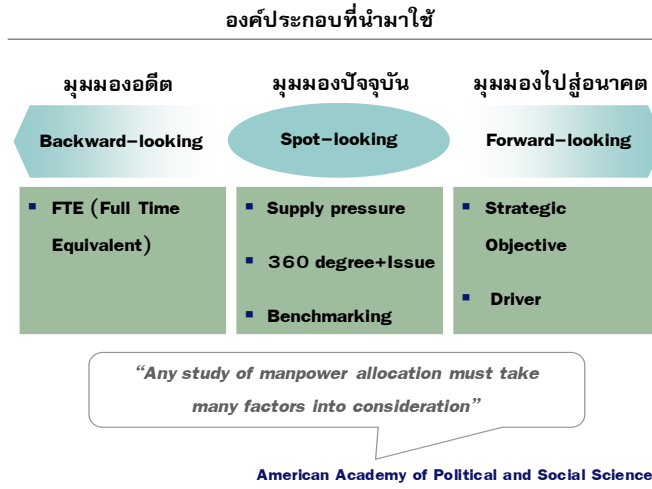 องค์ประกอบที่นำมาใช้
มุมมองอดีต
มุมมองปัจจุบัน
มุมมองไปสู่อนาคต
Backward-looking
Spot-looking
Forward-looking
▪ FTE (Full Time
Equivalent)
▪ Supply pressure
▪ 360 degree+Issue
▪ Benchmarking
▪ Strategic
Objective
▪ Driver
“Any study of manpower allocation must take
many factors into consideration”
American Academy of Political and Social Science